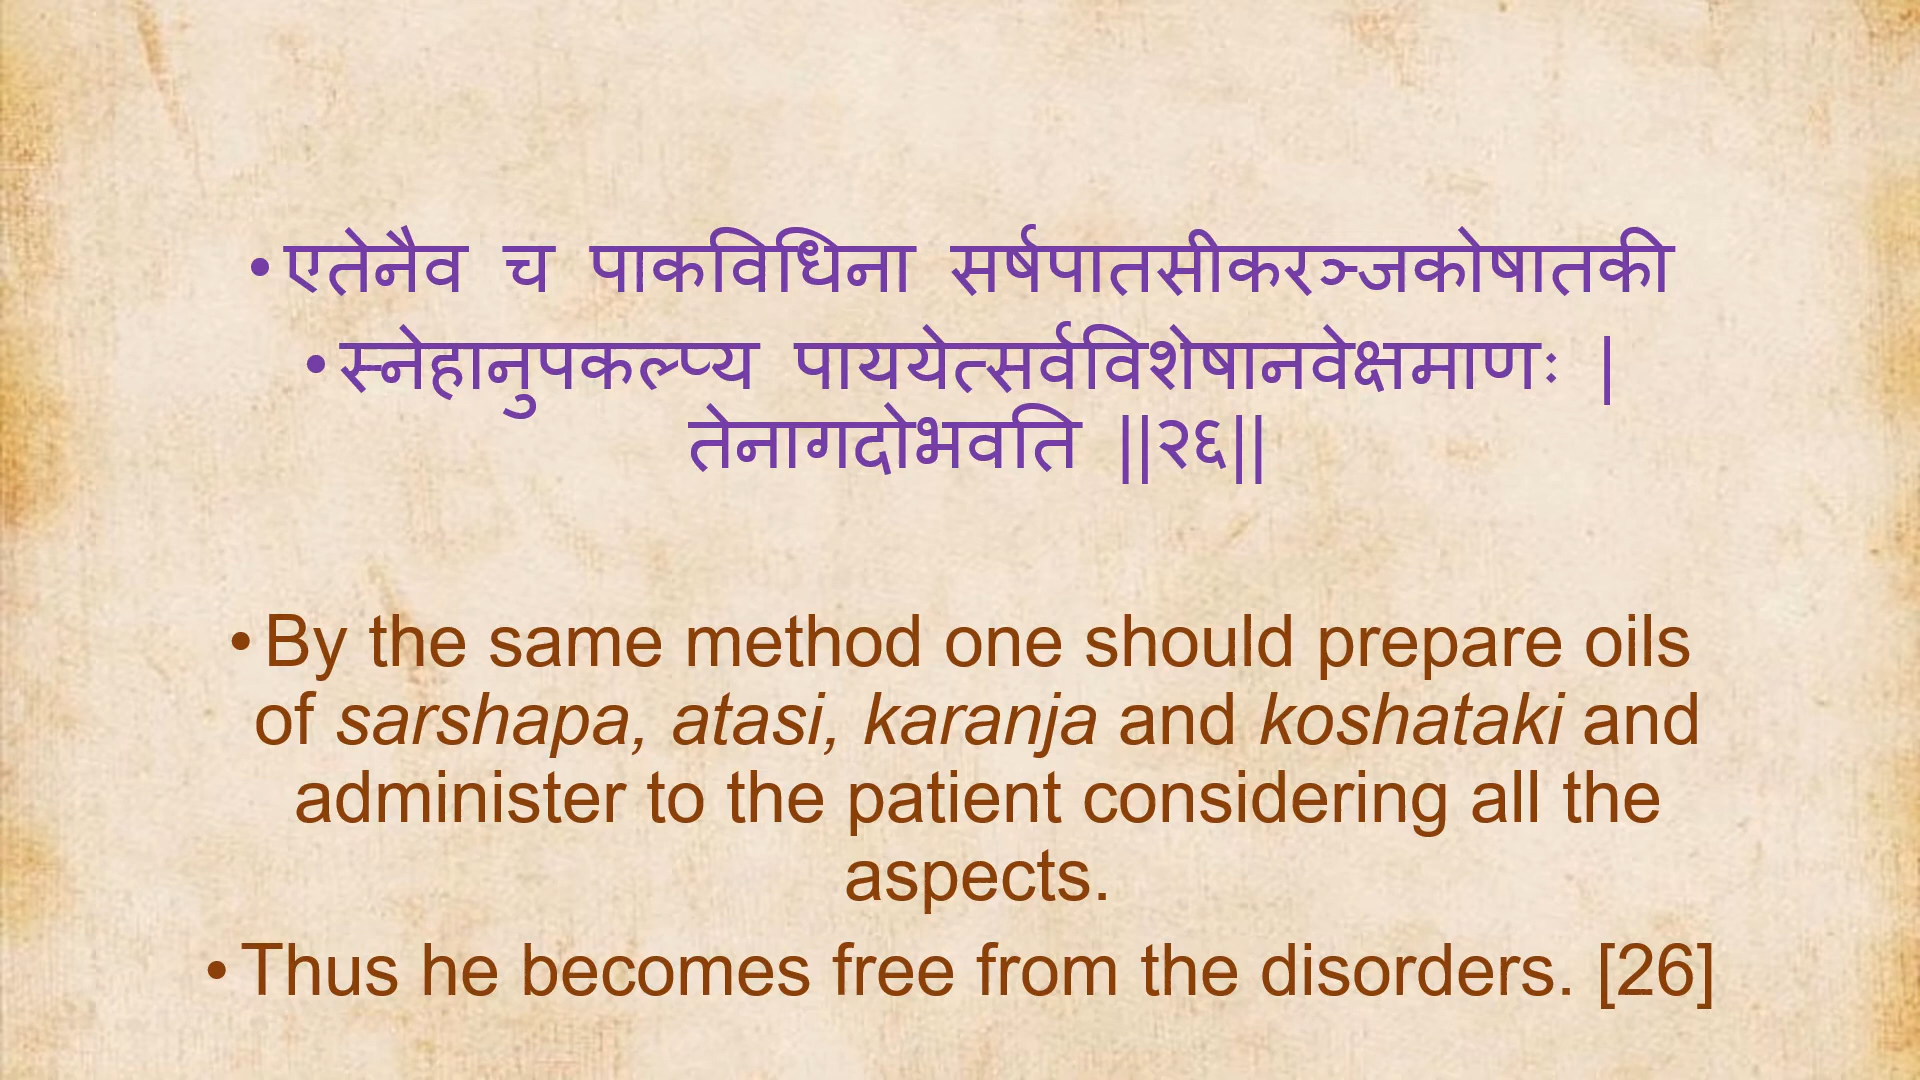 • एतेनैव च पाकविधिना सर्षपातसीकरञ्जकोषातकी
• स्नेहानुपकल्प्य पाययेत्सर्वविशेषानवेक्षमाणः |
तेनागदोभवति ||२६||
• By the same method one should prepare oils
of sarshapa, atasi, karanja and koshataki and
administer to the patient considering all the
aspects.
• Thus he becomes free from the disorders. [26]